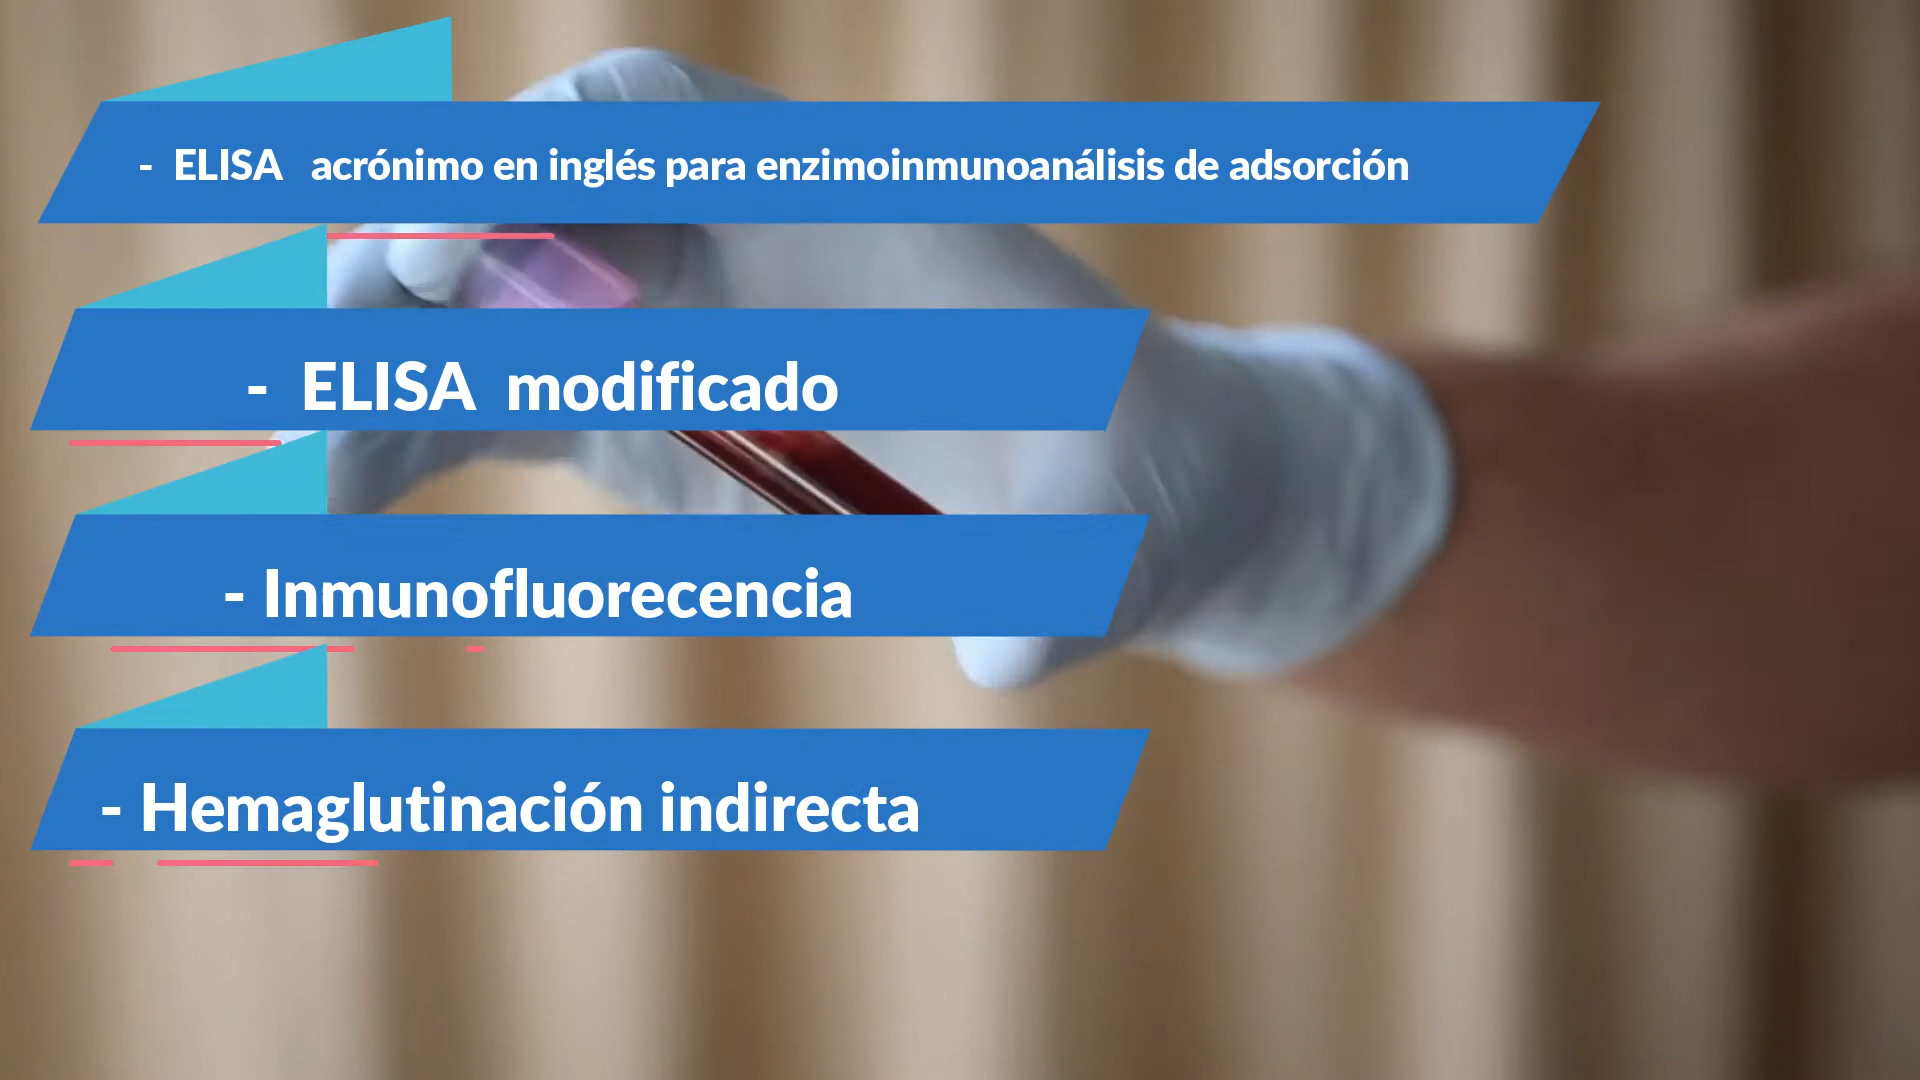 - ELISA acrónimo en inglés para enzimoinmunoanálisis de adsorción
- ELISA modificado
- Inmunofluorecencia
- Hemaglutinación indirecta